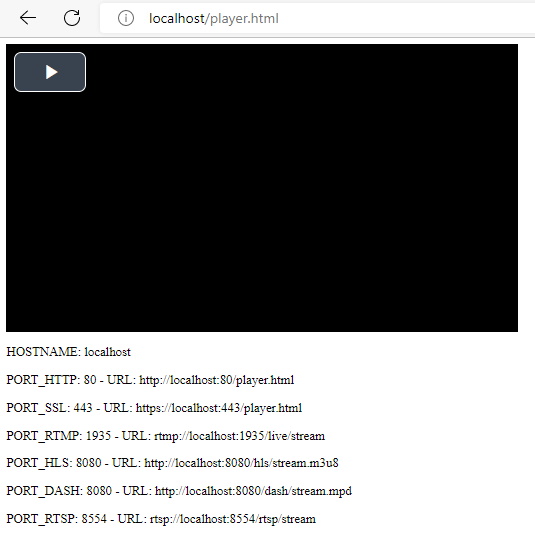 localhost/player.html
HOSTNAME: localhost
PORT_HTTP: 80 - URL: http://localhost:80/player.html
PORT_SSL: 443 - URL: https://localhost:443/player.html
PORT_RTMP: 1935 - URL: rtmp://localhost:1935/live/stream
PORT_HLS: 8080 - URL: http://localhost:8080/hls/stream.m3u8
PORT_DASH: 8080 - URL: http://localhost:8080/dash/stream.mpd
PORT_RTSP: 8554 - URL: rtsp://localhost:8554/rtsp/stream